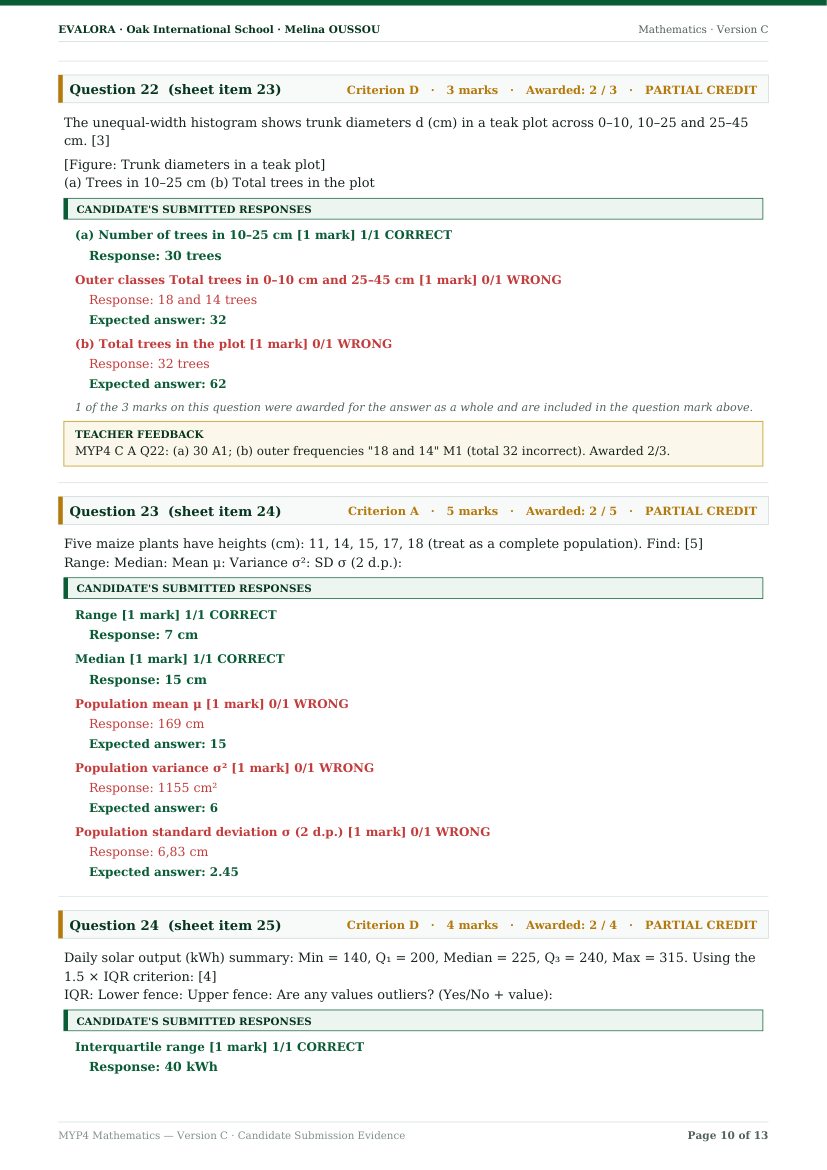 EVALORA · Oak International School · Melina OUSSOU
Mathematics · Version C
Question 22 (sheet item 23)
Criterion D · 3 marks · Awarded: 2 / 3 · PARTIAL CREDIT
The unequal-width histogram shows trunk diameters d (cm) in a teak plot across 0–10, 10–25 and 25–45
cm. [3]
[Figure: Trunk diameters in a teak plot]
(a) Trees in 10–25 cm (b) Total trees in the plot
CANDIDATE'S SUBMITTED RESPONSES
(a) Number of trees in 10–25 cm [1 mark] 1/1 CORRECT
Response: 30 trees
Outer classes Total trees in 0–10 cm and 25–45 cm [1 mark] 0/1 WRONG
Response: 18 and 14 trees
Expected answer: 32
(b) Total trees in the plot [1 mark] 0/1 WRONG
Response: 32 trees
Expected answer: 62
1 of the 3 marks on this question were awarded for the answer as a whole and are included in the question mark above.
TEACHER FEEDBACK
MYP4 C A Q22: (a) 30 A1; (b) outer frequencies "18 and 14" M1 (total 32 incorrect). Awarded 2/3.
Question 23 (sheet item 24)
Criterion A · 5 marks · Awarded: 2 / 5 · PARTIAL CREDIT
Five maize plants have heights (cm): 11, 14, 15, 17, 18 (treat as a complete population). Find: [5]
Range: Median: Mean μ: Variance σ²: SD σ (2 d.p.):
CANDIDATE'S SUBMITTED RESPONSES
Range [1 mark] 1/1 CORRECT
Response: 7 cm
Median [1 mark] 1/1 CORRECT
Response: 15 cm
Population mean μ [1 mark] 0/1 WRONG
Response: 169 cm
Expected answer: 15
Population variance σ² [1 mark] 0/1 WRONG
Response: 1155 cm²
Expected answer: 6
Population standard deviation σ (2 d.p.) [1 mark] 0/1 WRONG
Response: 6,83 cm
Expected answer: 2.45
Question 24 (sheet item 25)
Criterion D · 4 marks · Awarded: 2 / 4 · PARTIAL CREDIT
Daily solar output (kWh) summary: Min = 140, Q₁ = 200, Median = 225, Q₃ = 240, Max = 315. Using the
1.5 × IQR criterion: [4]
IQR: Lower fence: Upper fence: Are any values outliers? (Yes/No + value):
CANDIDATE'S SUBMITTED RESPONSES
Interquartile range [1 mark] 1/1 CORRECT
Response: 40 kWh
MYP4 Mathematics — Version C · Candidate Submission Evidence
Page 10 of 13